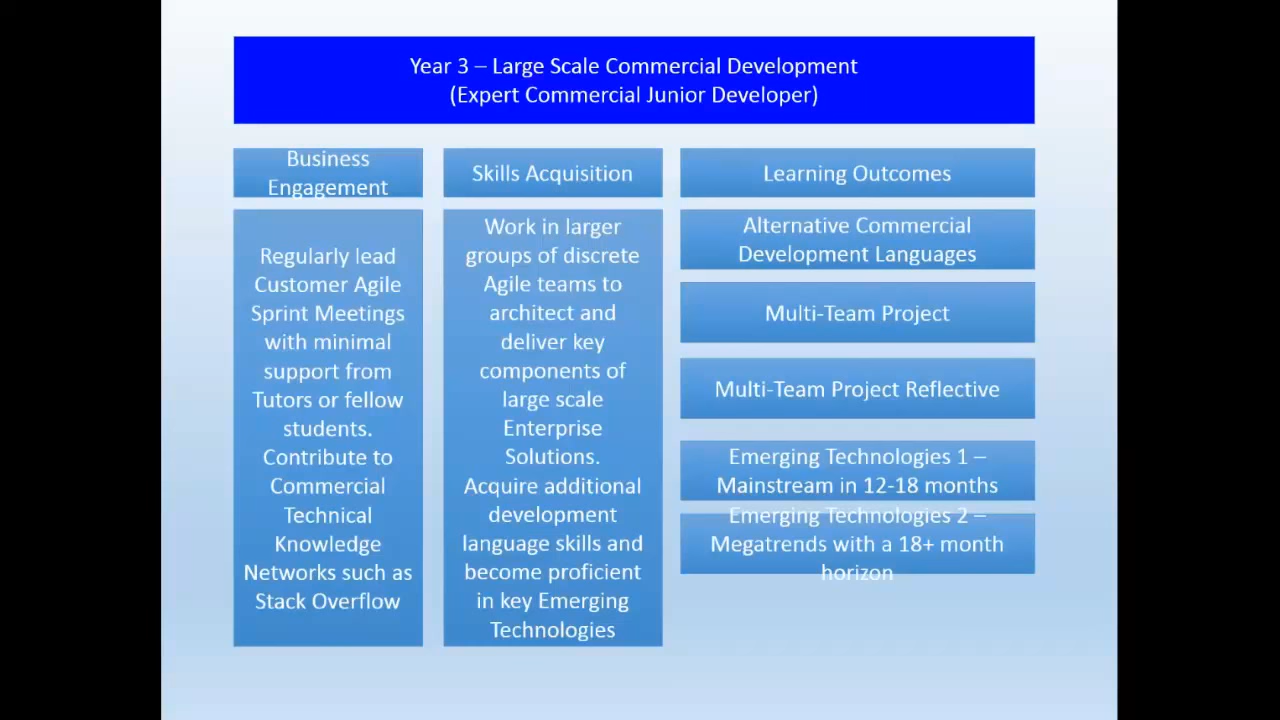 Year 3 – Large Scale Commercial Development
(Expert Commercial Junior Developer)
Business
Engagement
Skills Acquisition
Learning Outcomes
Regularly lead
Customer Agile
Sprint Meetings
with minimal
support from
Tutors or fellow
students.
Contribute to
Commercial
Technical
Knowledge
Networks such as
Stack Overflow
Work in larger
groups of discrete
Agile teams to
architect and
deliver key
components of
large scale
Enterprise
Solutions.
Acquire additional
development
language skills and
become proficient
in key Emerging
Technologies
Alternative Commercial
Development Languages
Multi-Team Project
Multi-Team Project Reflective
Emerging Technologies 1 –
Mainstream in 12-18 months
Emerging Technologies 2 –
Megatrends with a 18+ month
horizon